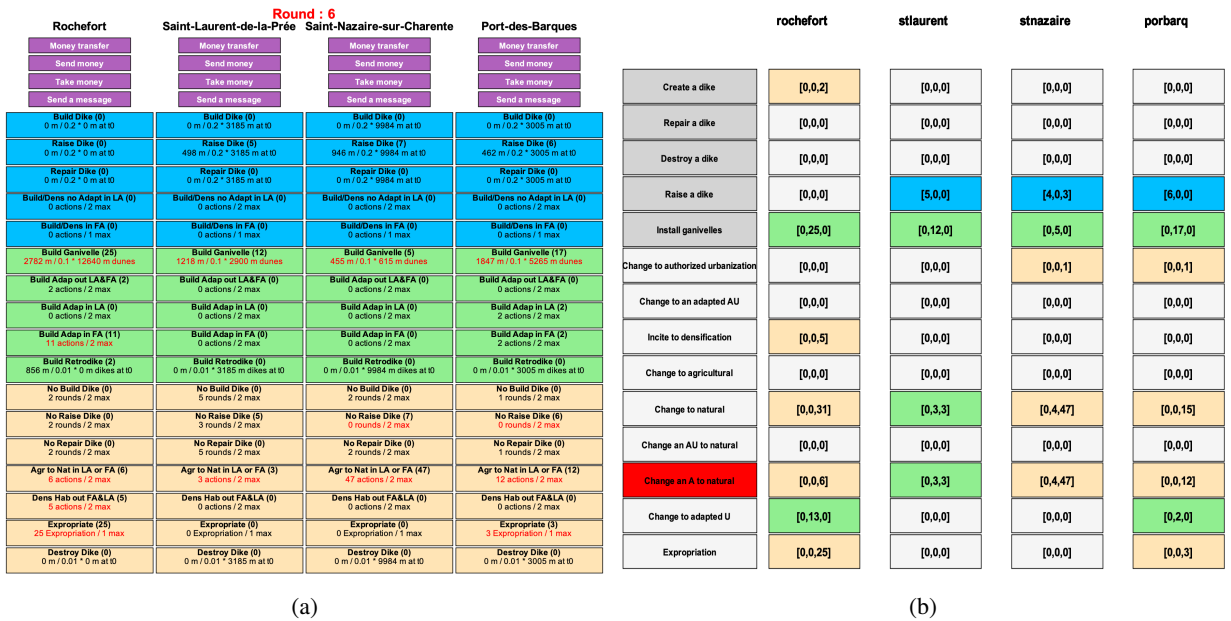 Round : 6
Rochefort Saint-Laurent-de-la-Prée Saint-Nazaire-sur-Charente Port-des-Barques
Money transfer Money transfer Money transfer Money transfer
Send money Send money Send money Send money
Take money Take money Take money Take money
Send a message Send a message Send a message Send a message
Build Dike (0) Build Dike (0) Build Dike (0) Build Dike (0)
0 m / 0.2 * 0 m at t0 0 m / 0.2 * 3185 m at t0 0 m / 0.2 * 9984 m at t0 0 m / 0.2 * 3005 m at t0
Raise Dike (0) Raise Dike (5) Raise Dike (7) Raise Dike (6)
0 m / 0.2 * 0 m at t0 498 m / 0.2 * 3185 m at t0 946 m / 0.2 * 9984 m at t0 462 m / 0.2 * 3005 m at t0
Repair Dike (0) Repair Dike (0) Repair Dike (0) Repair Dike (0)
0 m / 0.2 * 0 m at t0 0 m / 0.2 * 3185 m at t0 0 m / 0.2 * 9984 m at t0 0 m / 0.2 * 3005 m at t0
Build/Dens no Adapt in LA (0) Build/Dens no Adapt in LA (0) Build/Dens no Adapt in LA (0) Build/Dens no Adapt in LA (0)
0 actions / 2 max 0 actions / 2 max 0 actions / 2 max 0 actions / 2 max
Build/Dens in FA (0) Build/Dens in FA (0) Build/Dens in FA (0) Build/Dens in FA (0)
0 actions / 1 max 0 actions / 1 max 0 actions / 1 max 0 actions / 1 max
Build Ganivelle (25) Build Ganivelle (12) Build Ganivelle (5) Build Ganivelle (17)
2782 m / 0.1 * 12640 m dunes 1218 m / 0.1 * 2900 m dunes 455 m / 0.1 * 615 m dunes 1847 m / 0.1 * 5265 m dunes
Build Adap out LA&FA (2) Build Adap out LA&FA (0) Build Adap out LA&FA (0) Build Adap out LA&FA (0)
2 actions / 2 max 0 actions / 2 max 0 actions / 2 max 0 actions / 2 max
Build Adap in LA (0) Build Adap in LA (0) Build Adap in LA (0) Build Adap in LA (2)
0 actions / 2 max 0 actions / 2 max 0 actions / 2 max 2 actions / 2 max
Build Adap in FA (11) Build Adap in FA (0) Build Adap in FA (0) Build Adap in FA (2)
11 actions / 2 max 0 actions / 2 max 0 actions / 2 max 2 actions / 2 max
Build Retrodike (2) Build Retrodike (0) Build Retrodike (0) Build Retrodike (0)
856 m / 0.01 * 0 m dikes at t0 0 m / 0.01 * 3185 m dikes at t0 0 m / 0.01 * 9984 m dikes at t0 0 m / 0.01 * 3005 m dikes at t0
No Build Dike (0) No Build Dike (0) No Build Dike (0) No Build Dike (0)
2 rounds / 2 max 5 rounds / 2 max 2 rounds / 2 max 1 rounds / 2 max
No Raise Dike (0) No Raise Dike (5) No Raise Dike (7) No Raise Dike (6)
2 rounds / 2 max 3 rounds / 2 max 0 rounds / 2 max 0 rounds / 2 max
No Repair Dike (0) No Repair Dike (0) No Repair Dike (0) No Repair Dike (0)
2 rounds / 2 max 5 rounds / 2 max 2 rounds / 2 max 1 rounds / 2 max
Agr to Nat in LA or FA (6) Agr to Nat in LA or FA (3) Agr to Nat in LA or FA (47) Agr to Nat in LA or FA (12)
6 actions / 2 max 3 actions / 2 max 47 actions / 2 max 12 actions / 2 max
Dens Hab out FA&LA (5) Dens Hab out FA&LA (0) Dens Hab out FA&LA (0) Dens Hab out FA&LA (0)
5 actions / 2 max 0 actions / 2 max 0 actions / 2 max 0 actions / 2 max
Expropriate (25) Expropriate (0) Expropriate (0) Expropriate (3)
25 Expropriation / 1 max 0 Expropriation / 1 max 0 Expropriation / 1 max 3 Expropriation / 1 max
Destroy Dike (0) Destroy Dike (0) Destroy Dike (0) Destroy Dike (0)
0 m / 0.01 * 0 m at t0 0 m / 0.01 * 3185 m at t0 0 m / 0.01 * 9984 m at t0 0 m / 0.01 * 3005 m at t0
(a)
rochefort stlaurent stnazaire porbarq
Create a dike [0,0,2] [0,0,0] [0,0,0] [0,0,0]
Repair a dike [0,0,0] [0,0,0] [0,0,0] [0,0,0]
Destroy a dike [0,0,0] [0,0,0] [0,0,0] [0,0,0]
Raise a dike [0,0,0] [5,0,0] [4,0,3] [6,0,0]
Install ganivelles [0,25,0] [0,12,0] [0,5,0] [0,17,0]
Change to authorized urbanization [0,0,0] [0,0,0] [0,0,1] [0,0,1]
Change to an adapted AU [0,0,0] [0,0,0] [0,0,0] [0,0,0]
Incite to densification [0,0,5] [0,0,0] [0,0,0] [0,0,0]
Change to agricultural [0,0,0] [0,0,0] [0,0,0] [0,0,0]
Change to natural [0,0,31] [0,3,3] [0,4,47] [0,0,15]
Change an AU to natural [0,0,0] [0,0,0] [0,0,0] [0,0,0]
Change an A to natural [0,0,6] [0,3,3] [0,4,47] [0,0,12]
Change to adapted U [0,13,0] [0,0,0] [0,0,0] [0,2,0]
Expropriation [0,0,25] [0,0,0] [0,0,0] [0,0,3]
(b)